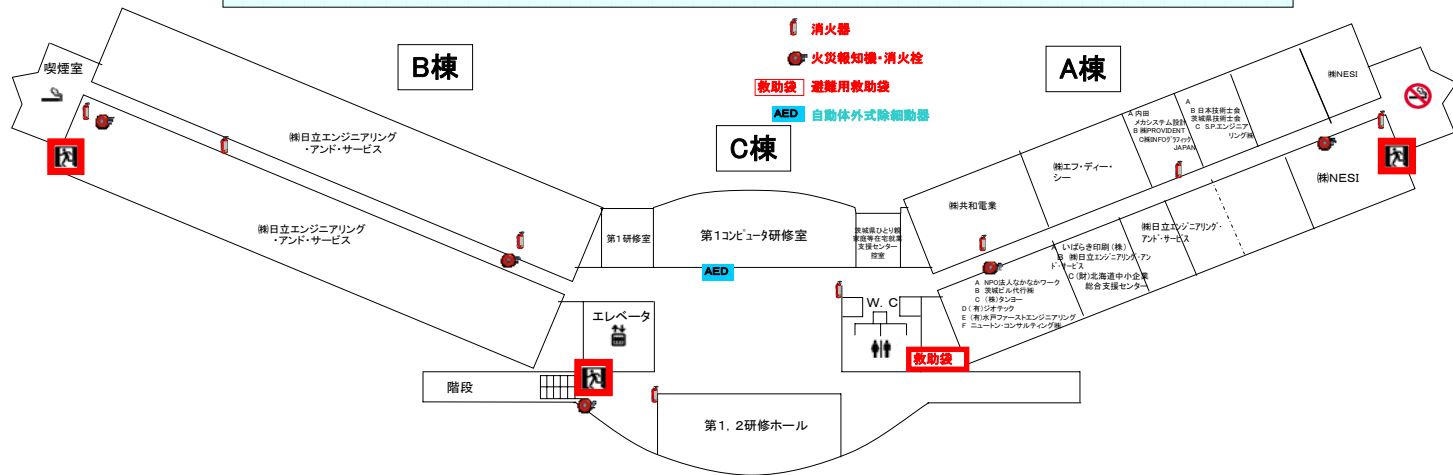 消火器
火災報知機・消火栓
救助袋 避難用救助袋
AED 自動体外式除細動器
B棟
C棟
A棟
喫煙室
㈱日立エンジニアリング
・アンド・サービス
㈱日立エンジニアリング
・アンド・サービス
第1研修室
第1コンピュータ研修室
茨城県ひとり親
家庭等在宅就業
支援センター
控室
㈱共和電業
㈱エフ・ディー・
シー
A 内田
メカシステム設計
B ㈱PROVIDENT
C㈱INFOグラフィック
JAPAN
A
B 日本技術士会
茨城県技術士会
C S.P.エンジニア
リング㈱
㈱NESI
㈱NESI
㈱日立エンジニアリング・
アンド・サービス
A いばらき印刷(株)
B ㈱日立エンジニアリング・アン
ド・サービス
C (財)北海道中小企業
総合支援センター
A NPO法人なかなかワーク
B 茨城ビル代行㈱
C (株)タンヨー
D(有)ジオテック
E (有)水戸ファーストエンジニアリング
F ニュートン・コンサルティング㈱
AED
W.C
エレベータ
救助袋
階段
第1,2研修ホール